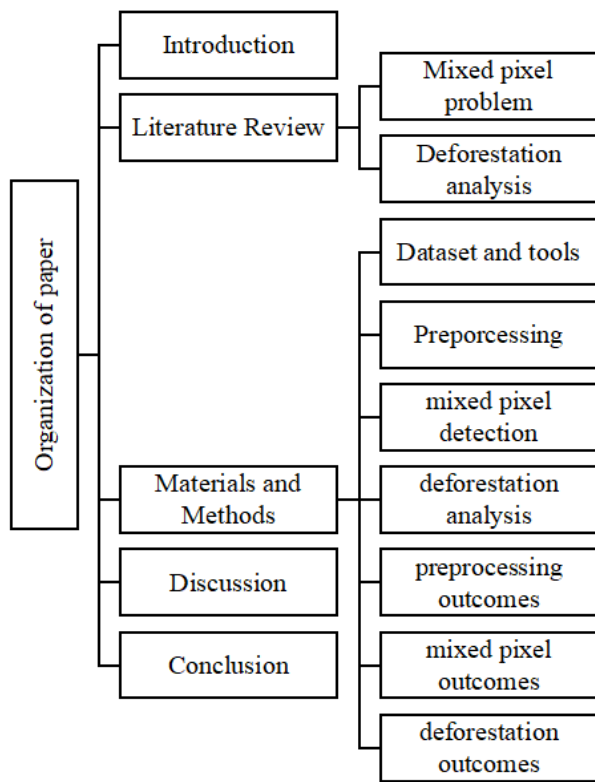 Organization of paper
Introduction
Literature Review
Mixed pixel
problem
Deforestation
analysis
Materials and
Methods
Dataset and tools
Preporcessing
mixed pixel
detection
deforestation
analysis
preprocessing
outcomes
mixed pixel
outcomes
deforestation
outcomes
Discussion
Conclusion